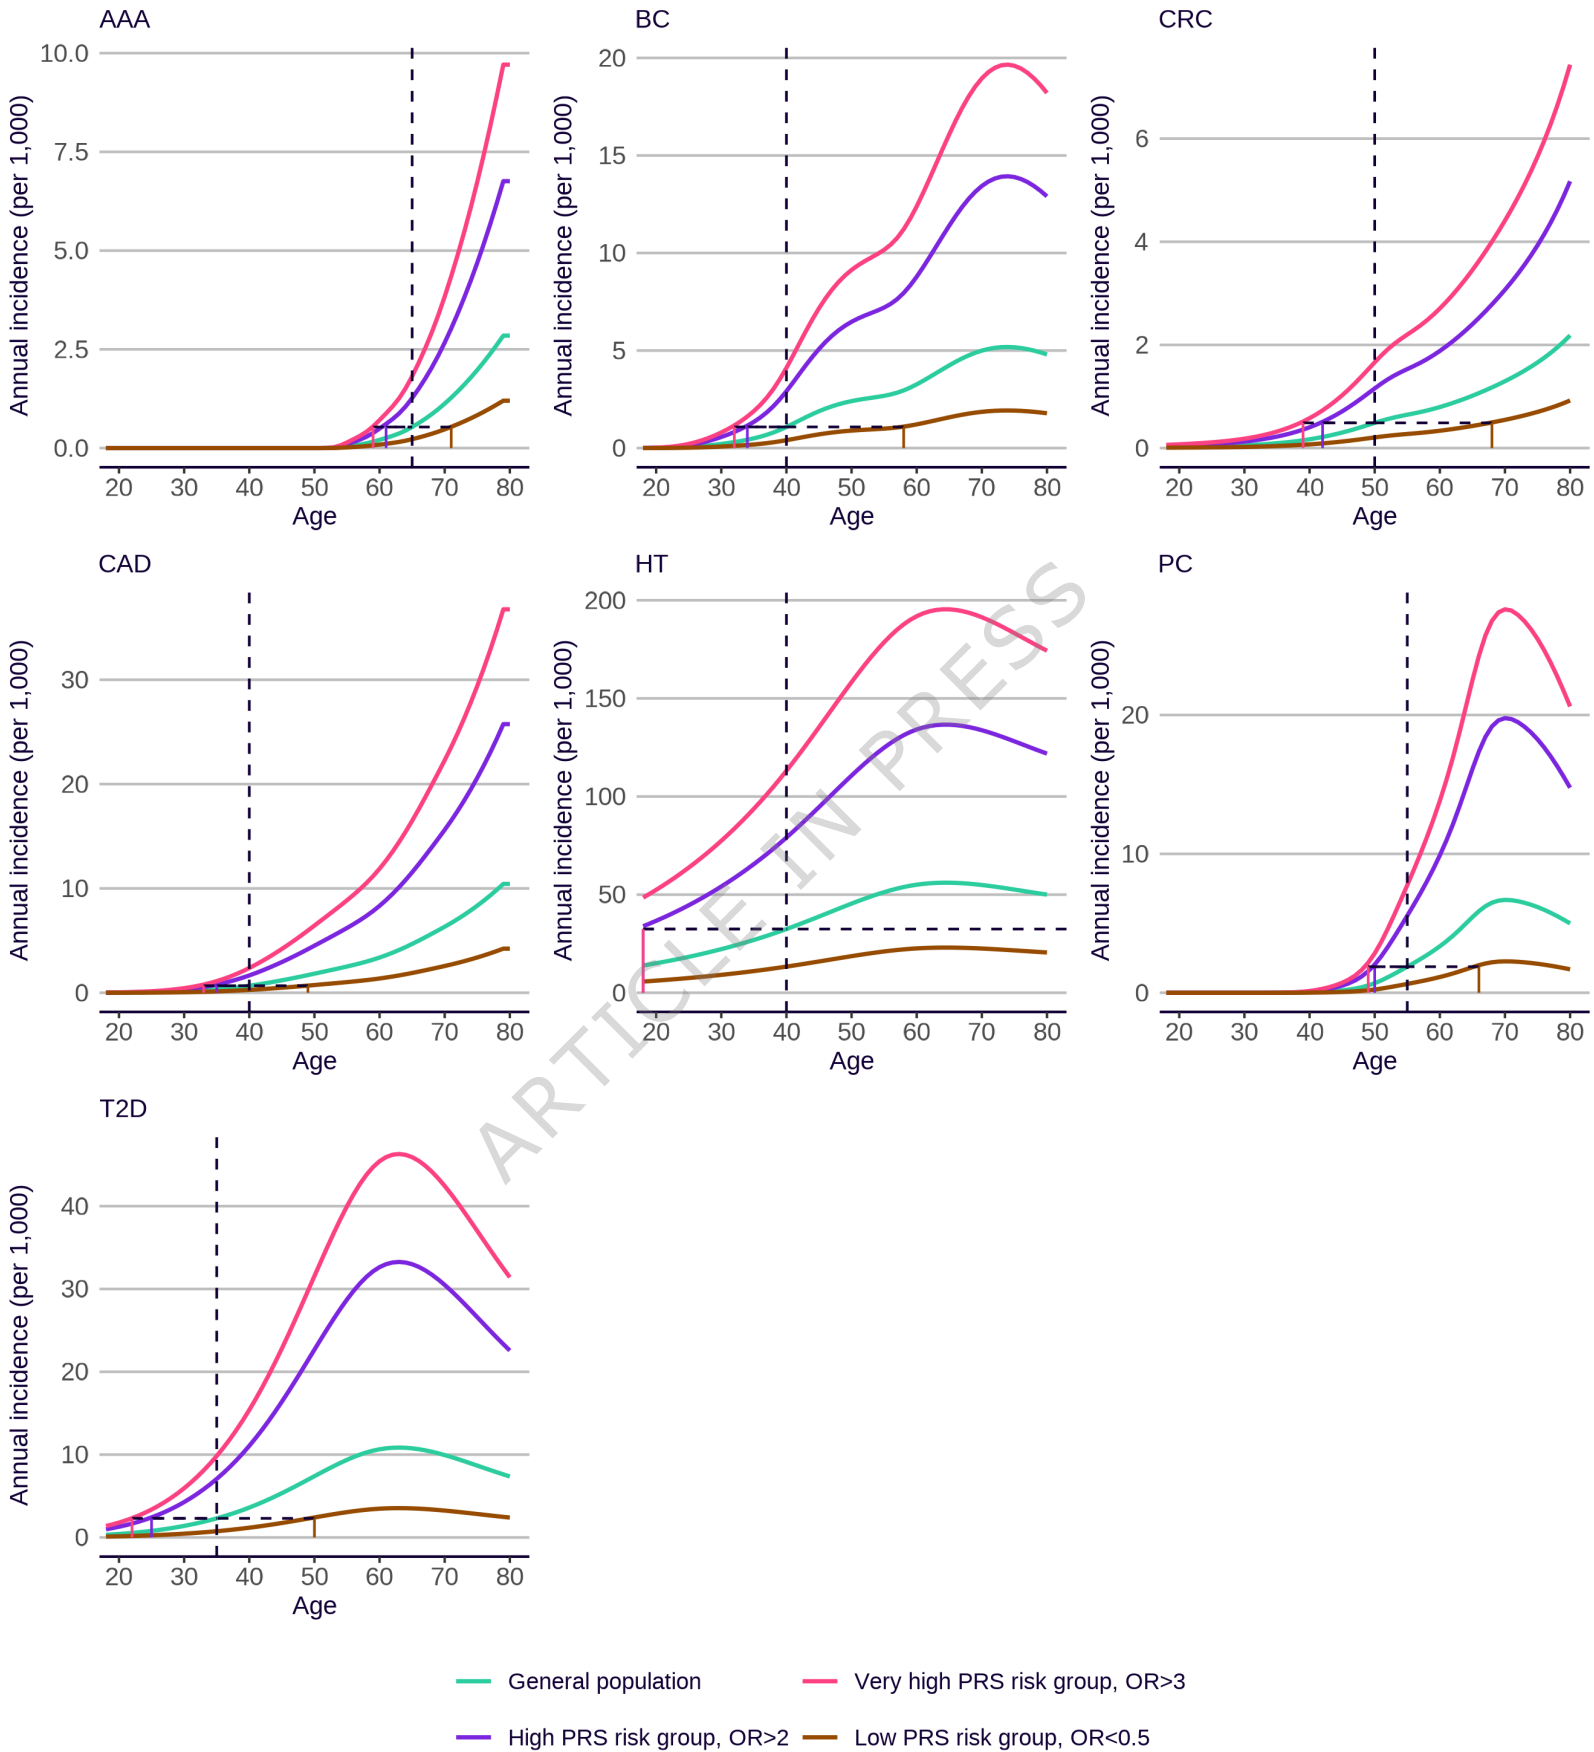 AAA
Annual incidence (per 1,000)
10.0
7.5
5.0
2.5
0.0
20 30 40 50 60 70 80
Age
BC
Annual incidence (per 1,000)
20
15
10
5
0
20 30 40 50 60 70 80
Age
CRC
Annual incidence (per 1,000)
6
4
2
0
20 30 40 50 60 70 80
Age
CAD
Annual incidence (per 1,000)
30
20
10
0
20 30 40 50 60 70 80
Age
HT
Annual incidence (per 1,000)
200
150
100
50
0
20 30 40 50 60 70 80
Age
PC
Annual incidence (per 1,000)
20
10
0
20 30 40 50 60 70 80
Age
ARTICLE IN PRESS
T2D
Annual incidence (per 1,000)
40
30
20
10
0
20 30 40 50 60 70 80
Age
General population
Very high PRS risk group, OR>3
High PRS risk group, OR>2
Low PRS risk group, OR<0.5